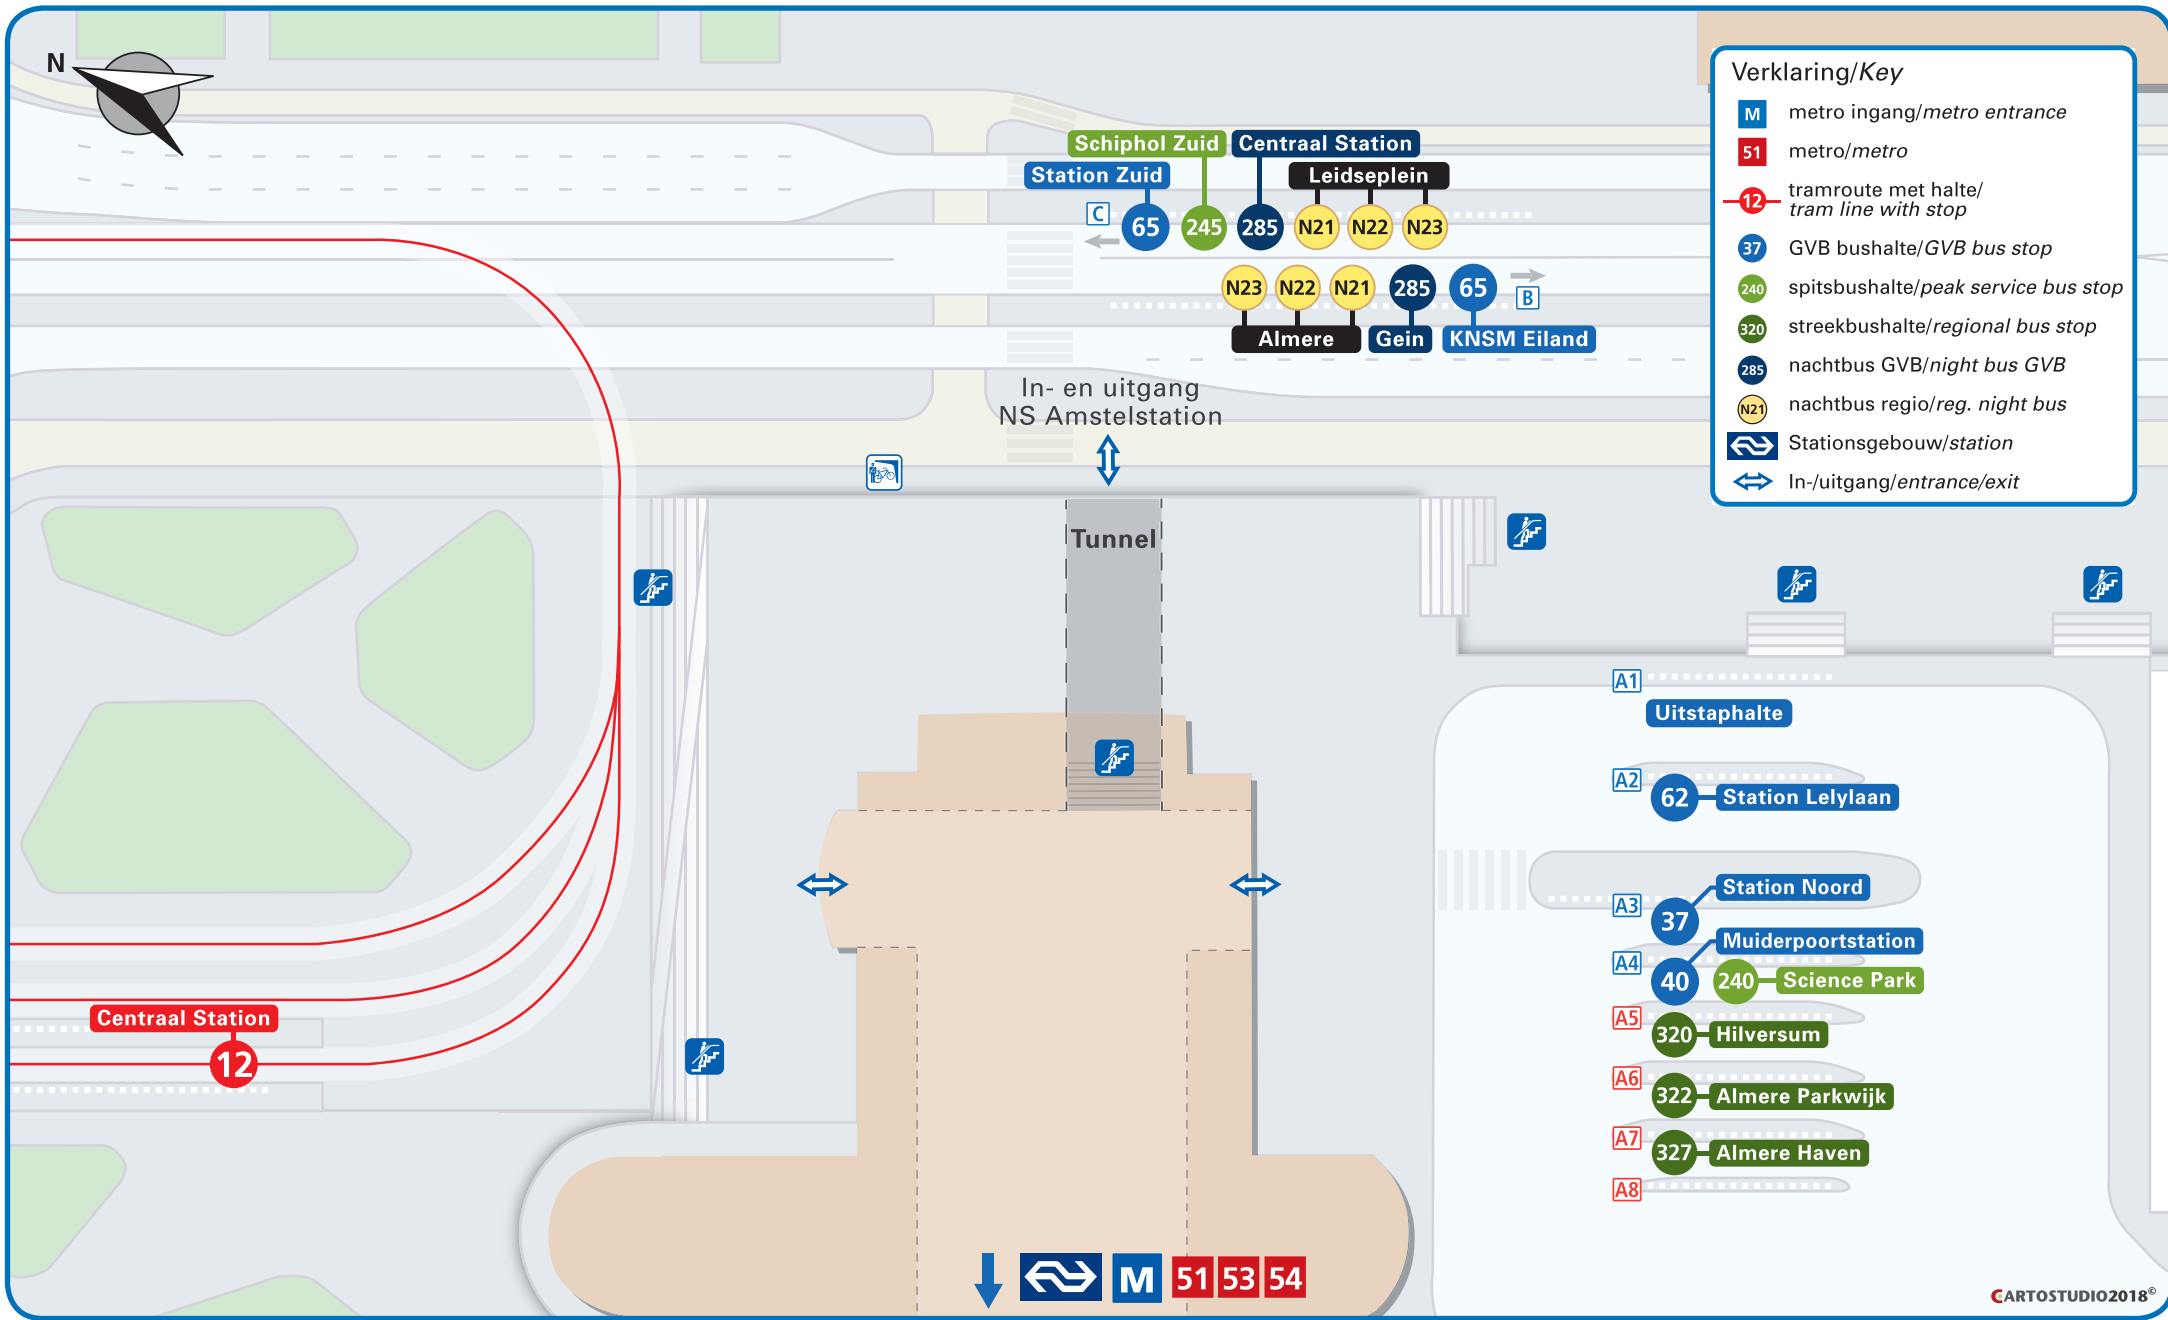 N
Verklaring/Key
M metro ingang/metro entrance
51 metro/metro
12 tramroute met halte/
tram line with stop
37 GVB bushalte/GVB bus stop
240 spitsbushalte/peak service bus stop
320 streekbushalte/regional bus stop
285 nachtbus GVB/night bus GVB
N21 nachtbus regio/reg. night bus
Stationsgebouw/station
In-/uitgang/entrance/exit
Schiphol Zuid Centraal Station
Station Zuid Leidseplein
C 65 245 285 N21 N22 N23
N23 N22 N21 285 65 B
Almere Gein KNSM Eiland
In- en uitgang
NS Amstelstation
Tunnel
A1
Uitstaphalte
A2
62 Station Lelylaan
Station Noord
A3
37
Muiderpoortstation
A4
40 240 Science Park
A5
320 Hilversum
A6
322 Almere Parkwijk
A7
327 Almere Haven
A8
Centraal Station
12
M 51 53 54
CARTOSTUDIO2018©